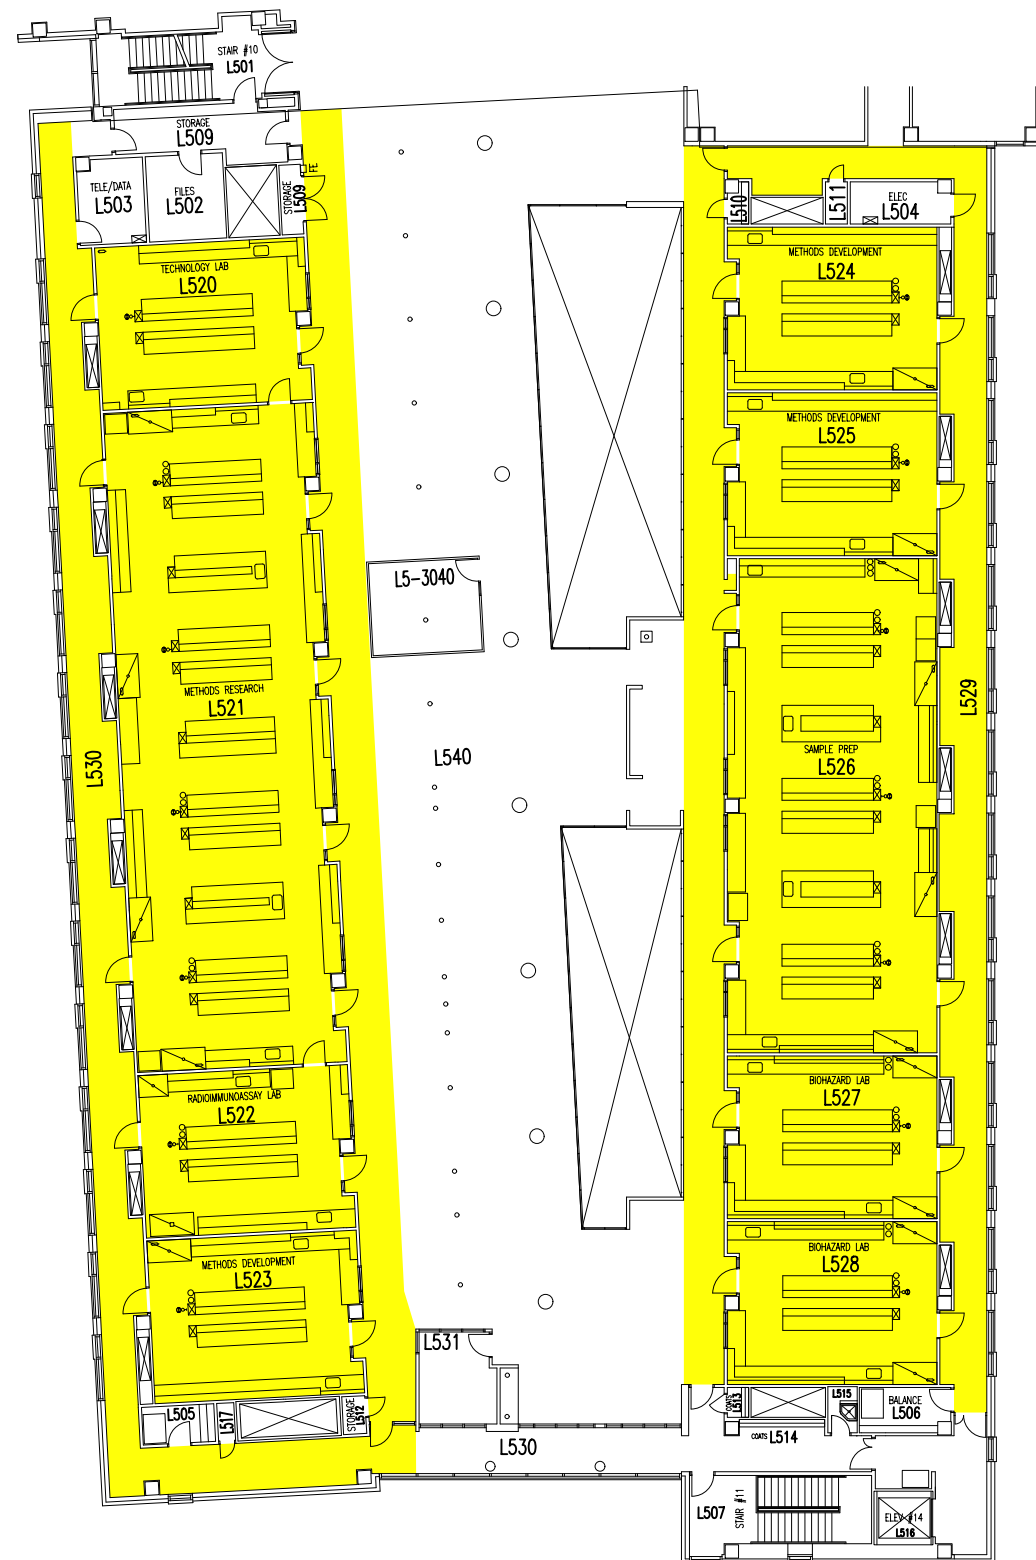 STAIR #10
L501
STORAGE
L509
FE
TELE/DATA
L503
FILES
L502
STORAGE
L509
L510
L511
ELEC
L504
TECHNOLOGY LAB
L520
METHODS DEVELOPMENT
L524
METHODS DEVELOPMENT
L525
L5-3040
METHODS RESEARCH
L521
L530
L540
SAMPLE PREP
L526
L529
RADIOIMMUNOASSAY LAB
L522
BIOHAZARD LAB
L527
METHODS DEVELOPMENT
L523
BIOHAZARD LAB
L528
L531
L505
L517
STORAGE
L512
COATS
L513
L515
BALANCE
L506
COATS L514
L530
L507
STAIR #11
ELEV #14
L516